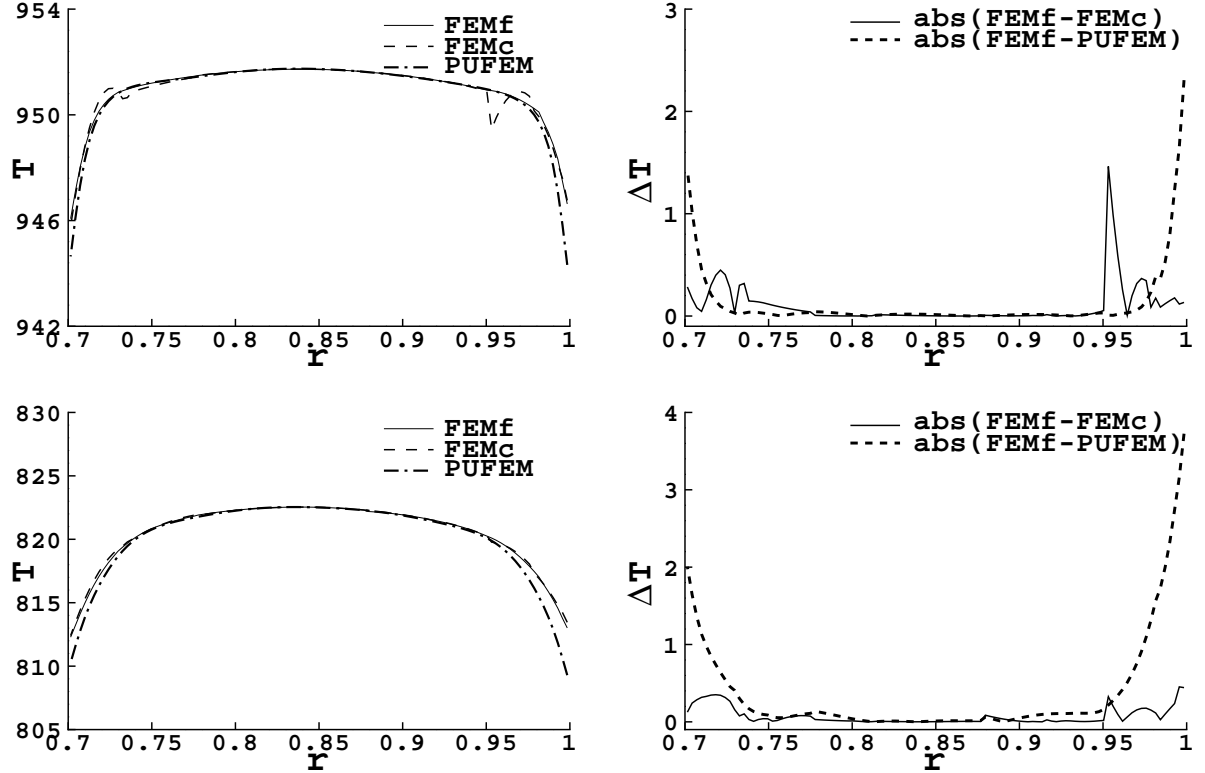 954
950
946
942
T
0.7 0.75 0.8 0.85 0.9 0.95 1
r
FEMf
FEMc
PUFEM
3
2
1
0
ΔT
0.7 0.75 0.8 0.85 0.9 0.95 1
r
abs(FEMf-FEMc)
abs(FEMf-PUFEM)
830
825
820
815
810
805
T
0.7 0.75 0.8 0.85 0.9 0.95 1
r
FEMf
FEMc
PUFEM
4
3
2
1
0
ΔT
0.7 0.75 0.8 0.85 0.9 0.95 1
r
abs(FEMf-FEMc)
abs(FEMf-PUFEM)